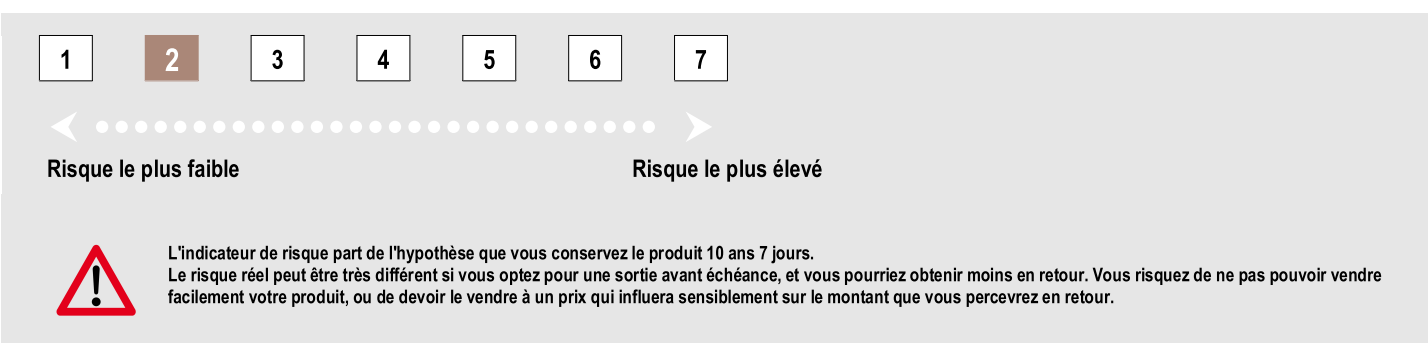 1 2 3 4 5 6 7
Risque le plus faible Risque le plus élevé
L'indicateur de risque part de l'hypothèse que vous conservez le produit 10 ans 7 jours.
Le risque réel peut être très différent si vous optez pour une sortie avant échéance, et vous pourriez obtenir moins en retour. Vous risquez de ne pas pouvoir vendre
facilement votre produit, ou de devoir le vendre à un prix qui influera sensiblement sur le montant que vous percevrez en retour.